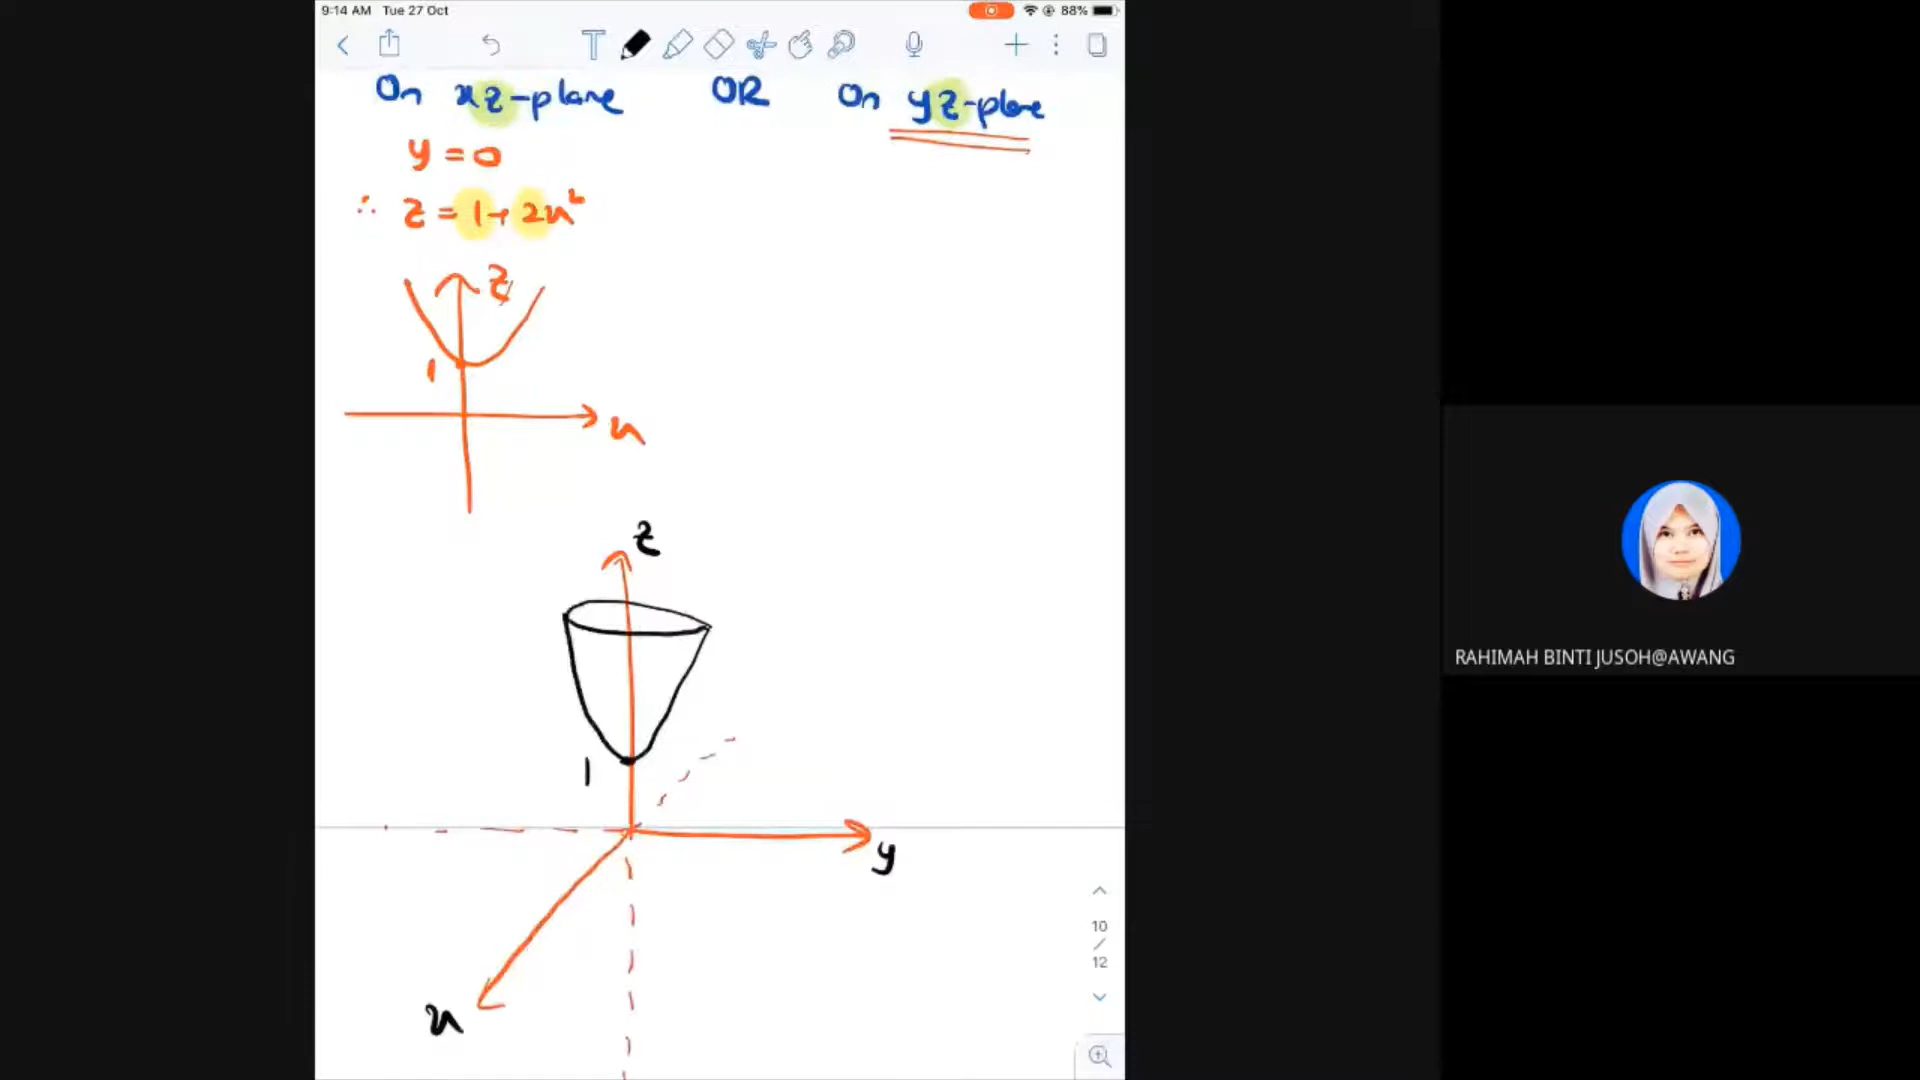 9:14 AM Tue 27 Oct
88%
On xz-plane OR On yz-plane
y = 0
∴ z = 1 + 2x²
z
1
x
z
1
y
x
10
/
12
RAHIMAH BINTI JUSOH@AWANG